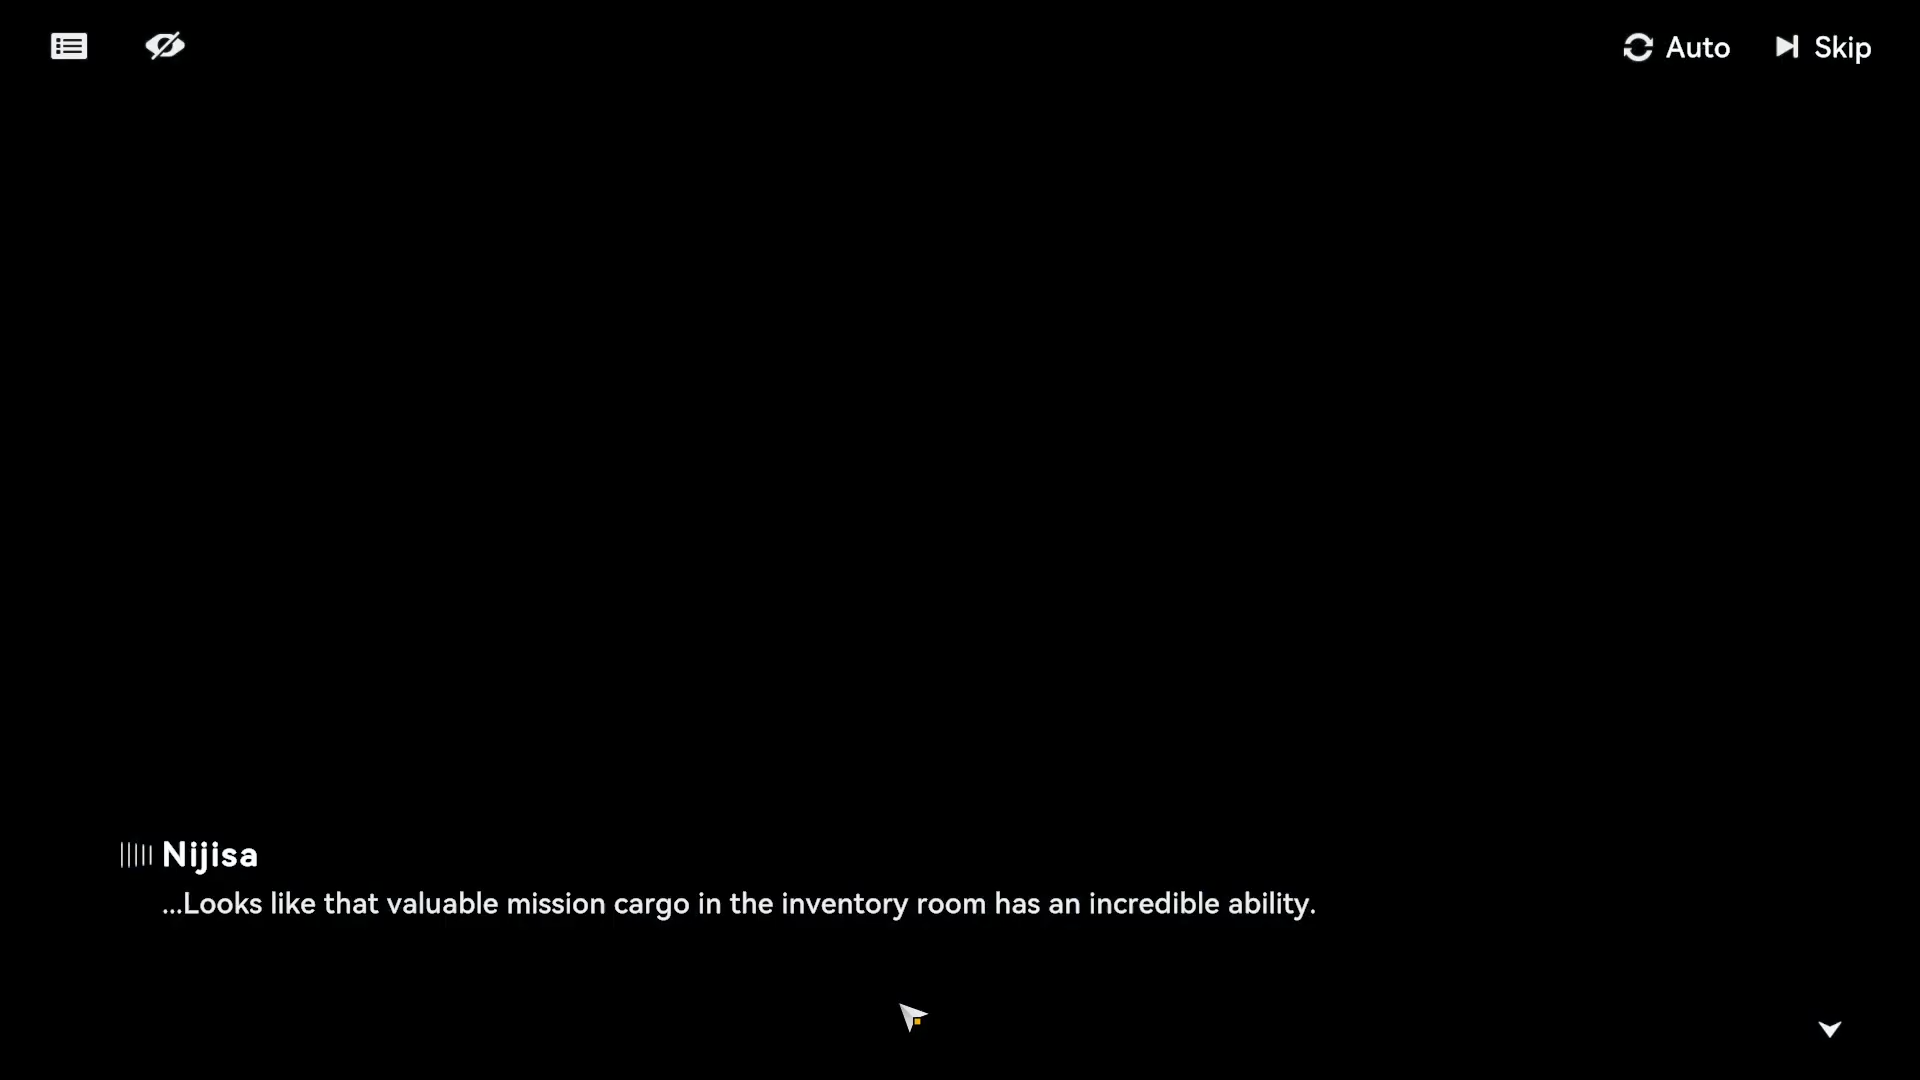 Auto
Skip
Nijisa
...Looks like that valuable mission cargo in the inventory room has an incredible ability.